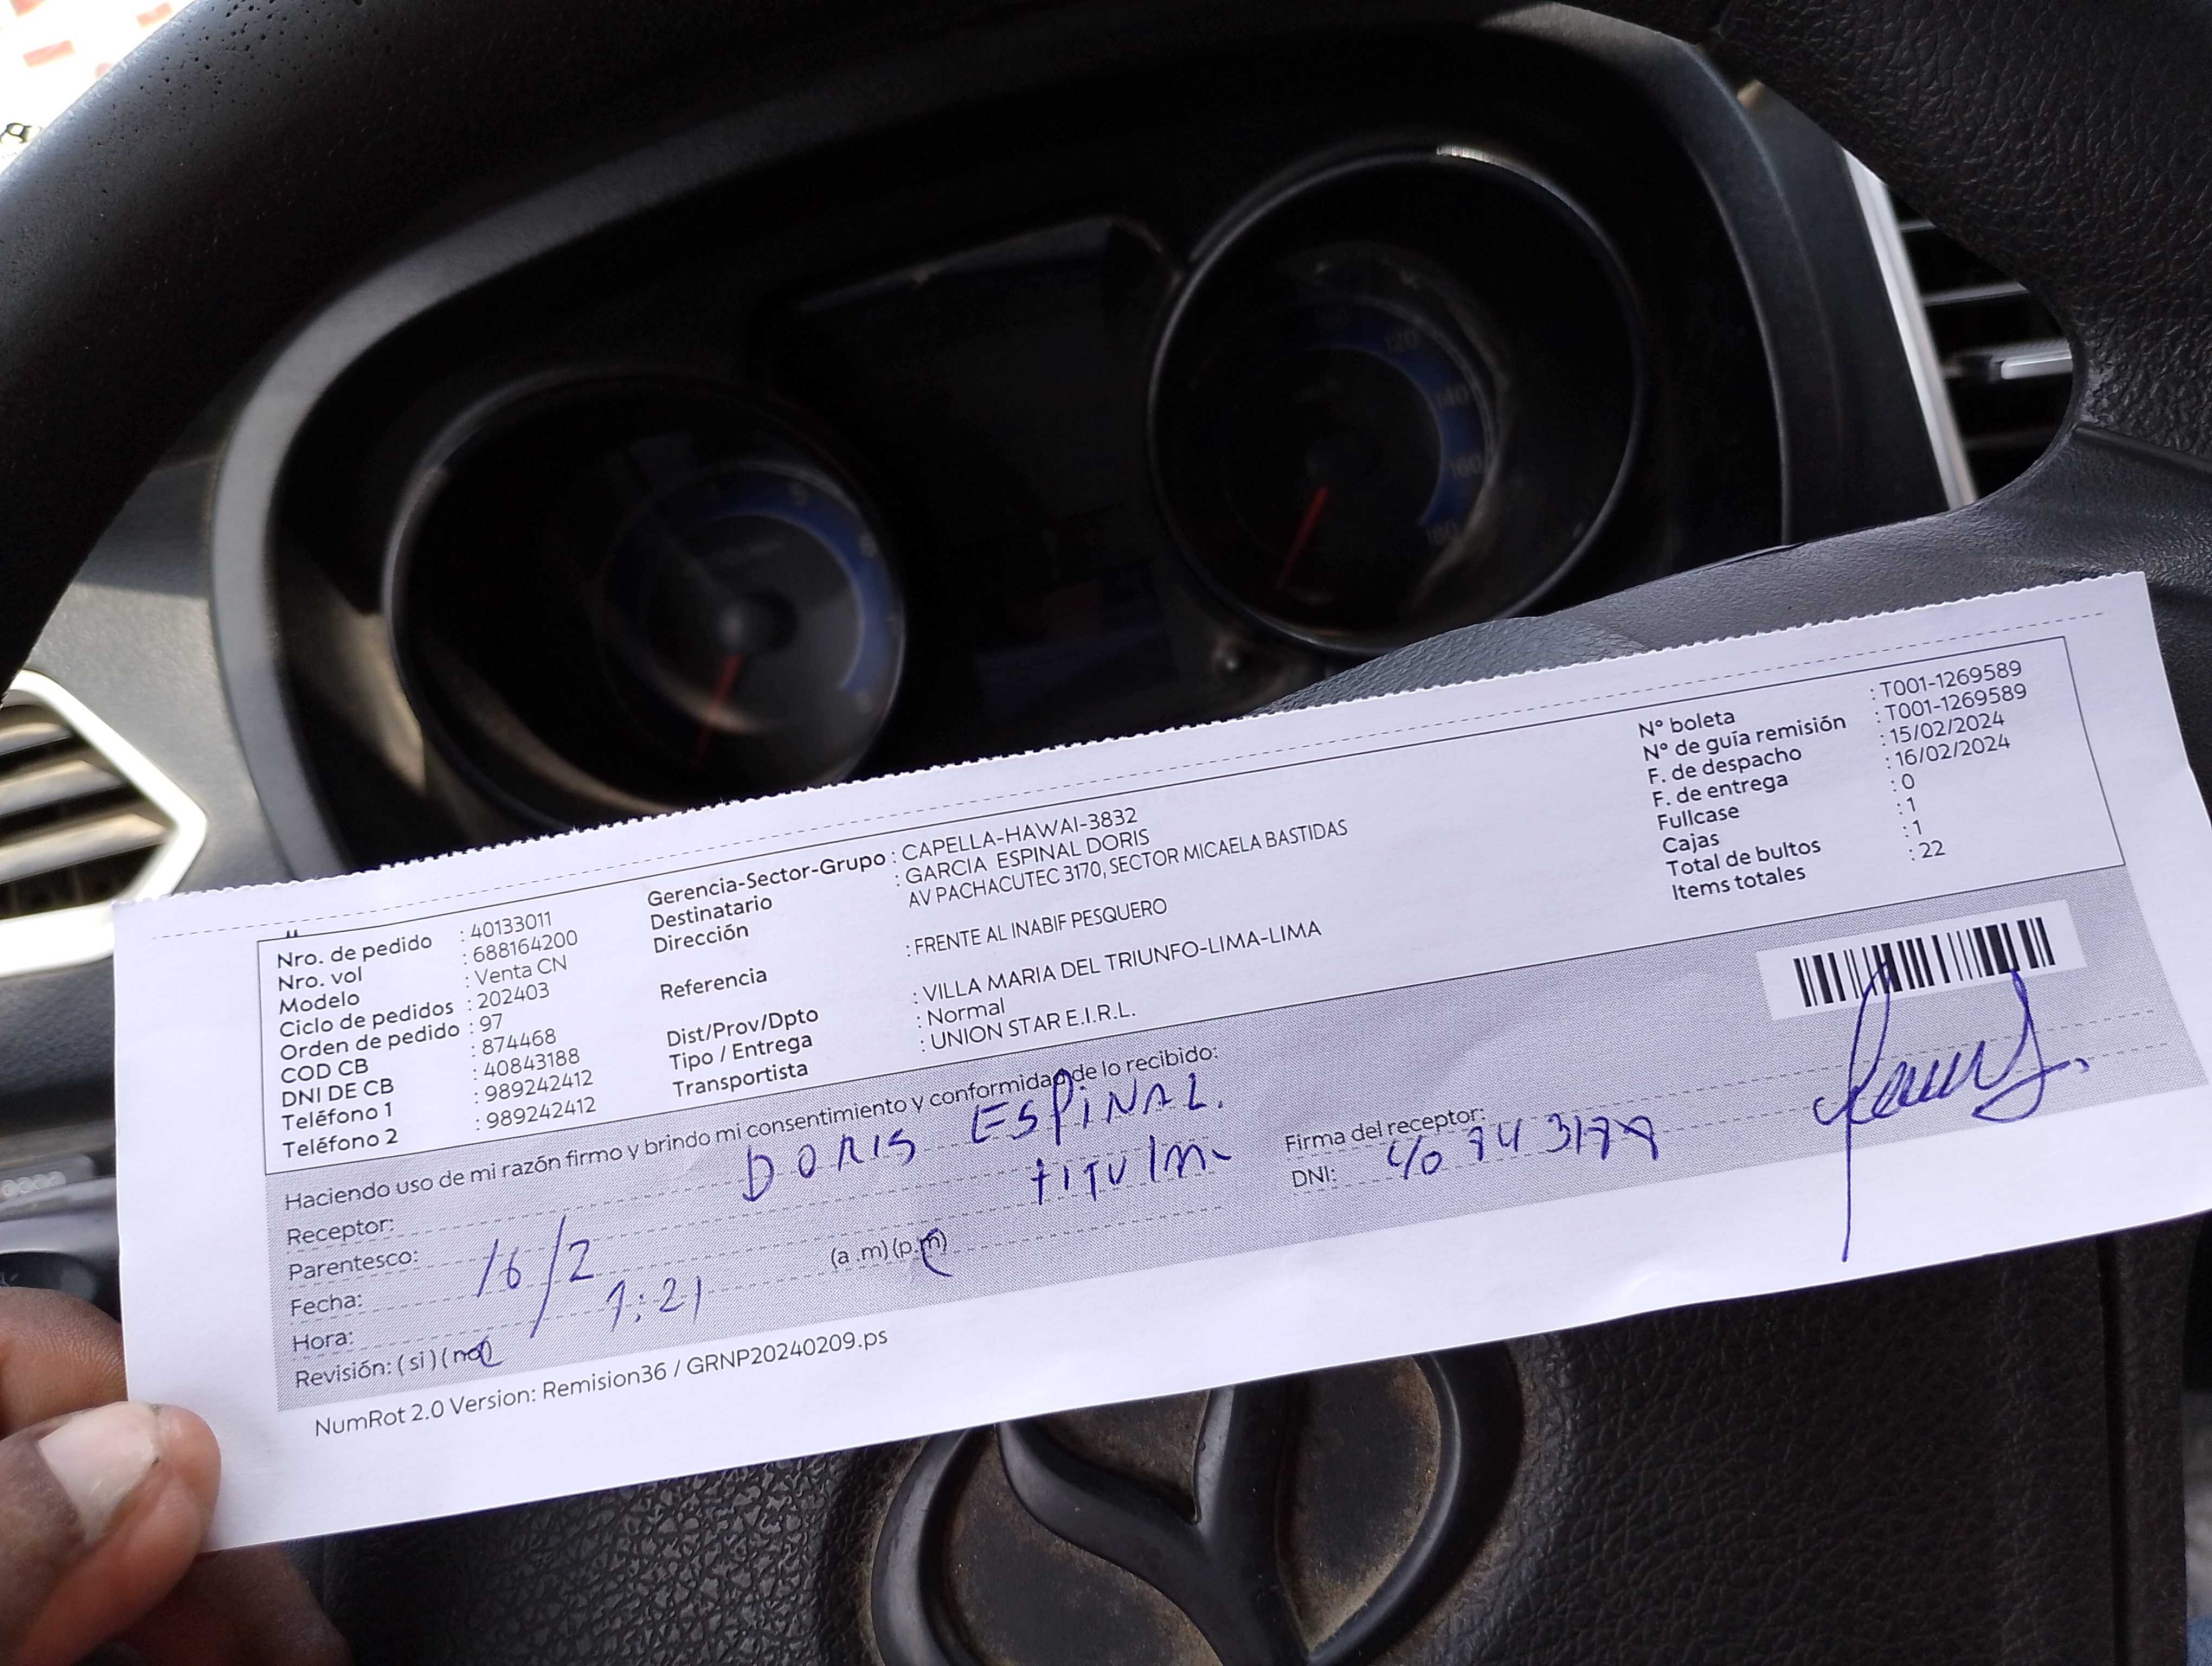 Nro. de pedido : 40133011
Nro. vol : 688164200
Modelo : Venta CN
Ciclo de pedidos : 202403
Orden de pedido : 97
COD CB : 874468
DNI DE CB : 40843188
Teléfono 1 : 989242412
Teléfono 2 : 989242412
Gerencia-Sector-Grupo : CAPELLA-HAWAI-3832
Destinatario : GARCIA ESPINAL DORIS
Dirección AV PACHACUTEC 3170, SECTOR MICAELA BASTIDAS
Referencia : FRENTE AL INABIF PESQUERO
Dist/Prov/Dpto : VILLA MARIA DEL TRIUNFO-LIMA-LIMA
Tipo / Entrega : Normal
Transportista : UNION STAR E.I.R.L.
N° boleta : T001-1269589
N° de guía remisión : T001-1269589
F. de despacho : 15/02/2024
F. de entrega : 16/02/2024
Fullcase : 0
Cajas : 1
Total de bultos : 1
Items totales : 22
Haciendo uso de mi razón firmo y brindo mi consentimiento y conformidad de lo recibido:
Receptor: DORIS ESPINAL.
Parentesco: titular
Fecha: 16/2
Hora: 1:21 (a .m) (p.m)
Revisión: ( si ) ( no )
Firma del receptor:
DNI:
NumRot 2.0 Version: Remision36 / GRNP20240209.ps
120
140
160
180
5
6